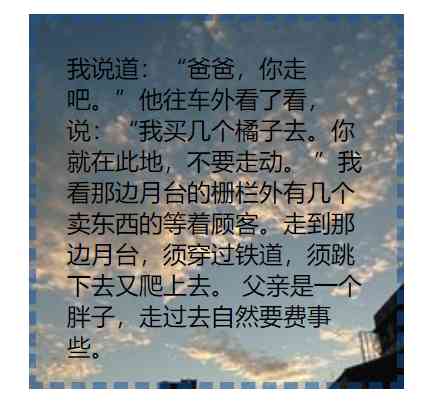 我说道：“爸爸，你走
吧。”他往车外看了看，
说：“我买几个橘子去。你
就在此地，不要走动。 ”我
看那边月台的栅栏外有几个
卖东西的等着顾客。走到那
边月台，须穿过铁道，须跳
下去又爬上去。 父亲是一个
胖子，走过去自然要费事
些。